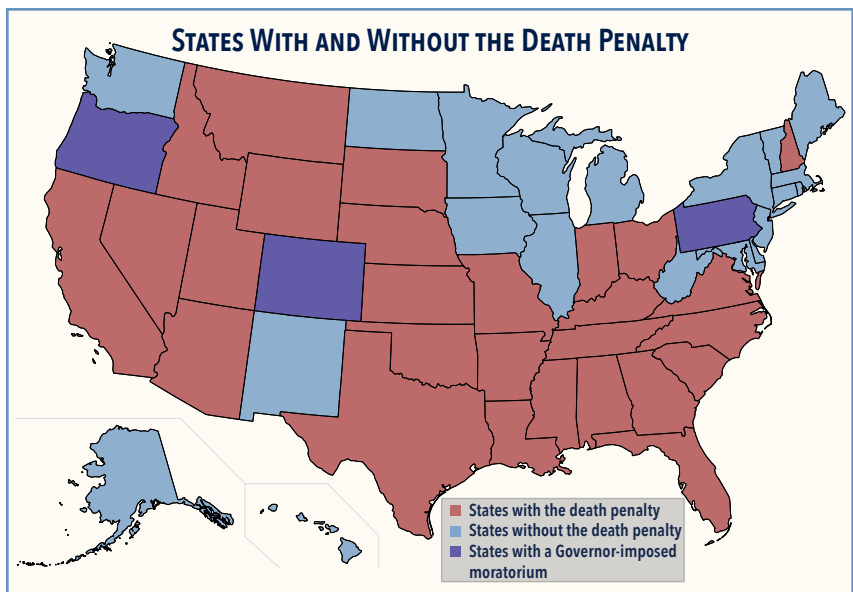 STATES WITH AND WITHOUT THE DEATH PENALTY
States with the death penalty
States without the death penalty
States with a Governor-imposed
moratorium